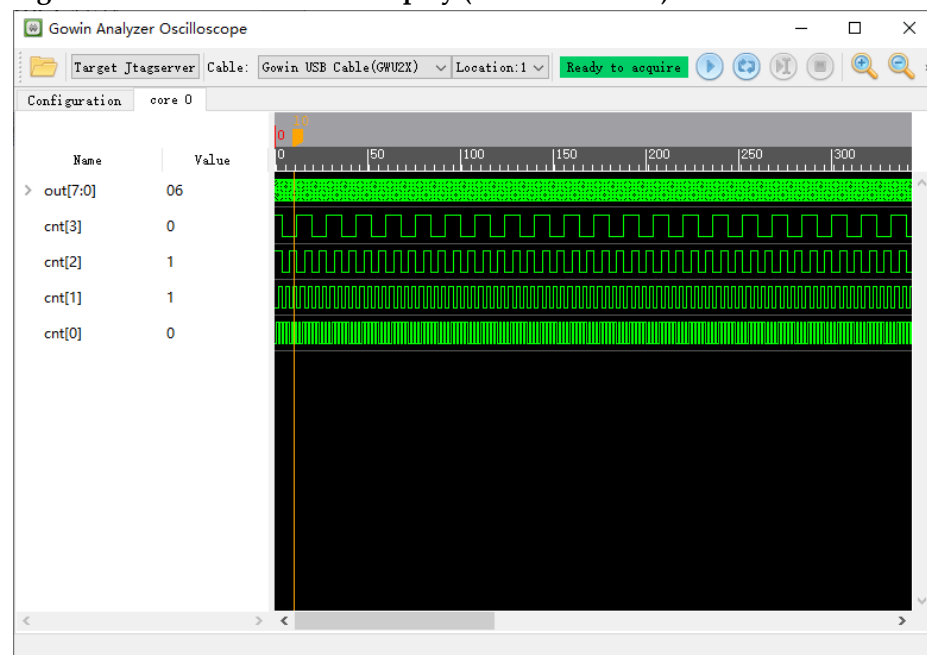 Gowin Analyzer Oscilloscope
Target Jtagserver Cable: Gowin USB Cable(GWU2X) Location:1 Ready to acquire
Configuration core 0
10
0
Name Value 0 50 100 150 200 250 300
out[7:0] 06
cnt[3] 0
cnt[2] 1
cnt[1] 1
cnt[0] 0